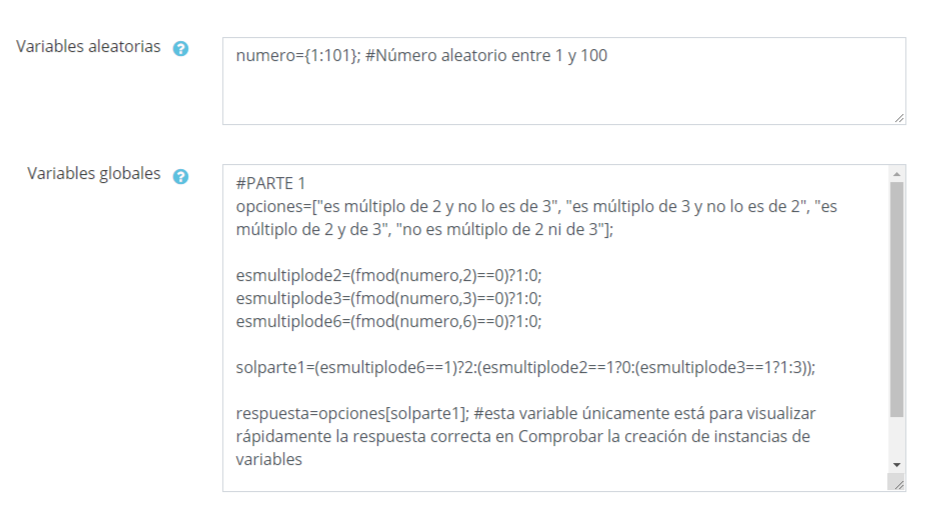 Variables aleatorias
numero={1:101}; #Número aleatorio entre 1 y 100
Variables globales
#PARTE 1
opciones=["es múltiplo de 2 y no lo es de 3", "es múltiplo de 3 y no lo es de 2", "es
múltiplo de 2 y de 3", "no es múltiplo de 2 ni de 3"];
esmultiplode2=(fmod(numero,2)==0)?1:0;
esmultiplode3=(fmod(numero,3)==0)?1:0;
esmultiplode6=(fmod(numero,6)==0)?1:0;
solparte1=(esmultiplode6==1)?2:(esmultiplode2==1?0:(esmultiplode3==1?1:3));
respuesta=opciones[solparte1]; #esta variable únicamente está para visualizar
rápidamente la respuesta correcta en Comprobar la creación de instancias de
variables